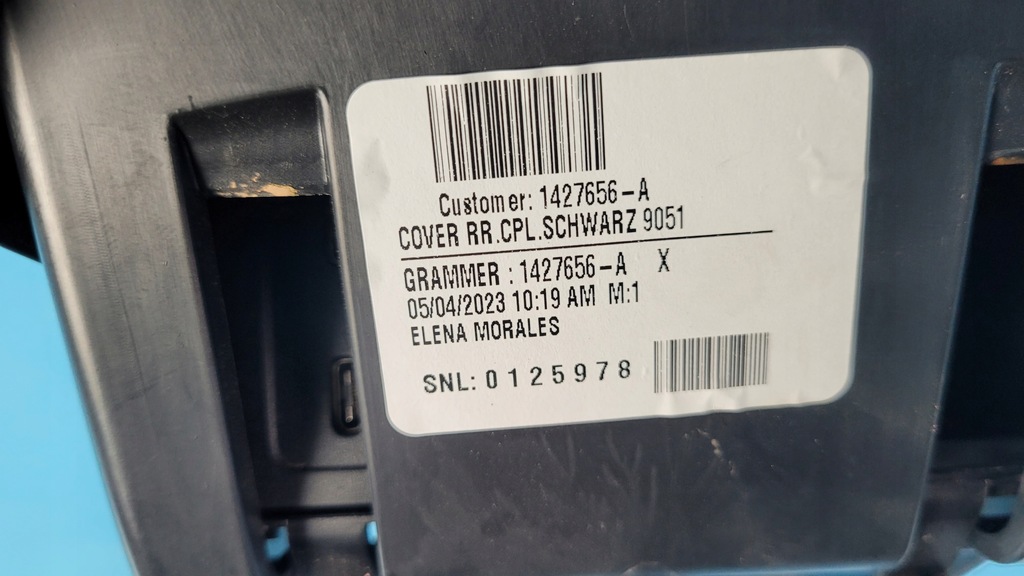 Customer: 1427656-A
COVER RR.CPL.SCHWARZ 9051
GRAMMER : 1427656-A X
05/04/2023 10:19 AM M:1
ELENA MORALES
SNL: 0125978